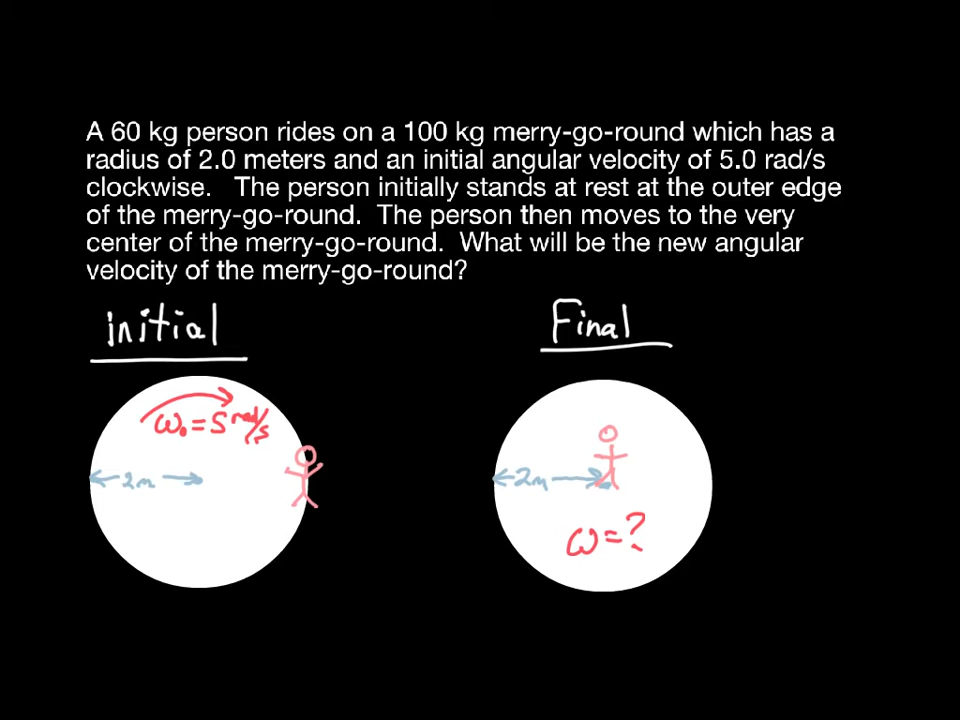 A 60 kg person rides on a 100 kg merry-go-round which has a
radius of 2.0 meters and an initial angular velocity of 5.0 rad/s
clockwise.   The person initially stands at rest at the outer edge
of the merry-go-round.  The person then moves to the very
center of the merry-go-round.  What will be the new angular
velocity of the merry-go-round?
initial
Final
ω₀ = 5 rad/s
2m
2m
ω = ?